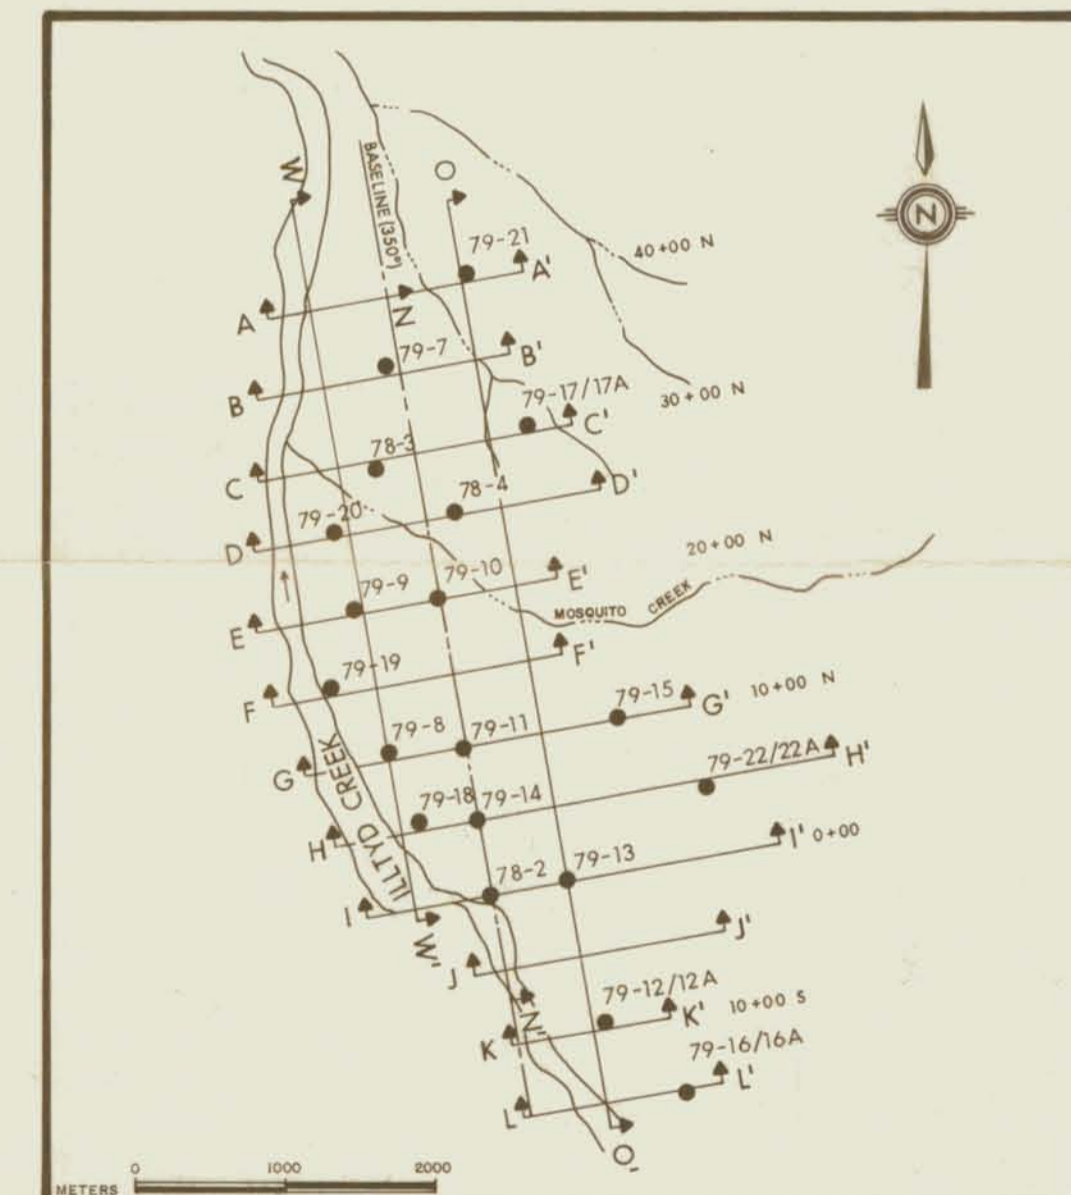 W
BASELINE (350°)
O
N
79-21
40+00 N
A
A'
N
79-7
B'
B
79-17/17A
30+00 N
C'
78-3
C
78-4
D'
79-20
D
20+00 N
79-9
79-10
E'
E
MOSQUITO CREEK
F'
79-19
F
79-15
G'
10+00 N
79-8
79-11
G
79-22/22A
H'
79-18
79-14
H
ILLTYD CREEK
I'
0+00
78-2
79-13
I
W'
J'
J
79-12/12A
K'
10+00 S
N'
K
79-16/16A
L'
L
O'
0 1000 2000
METERS